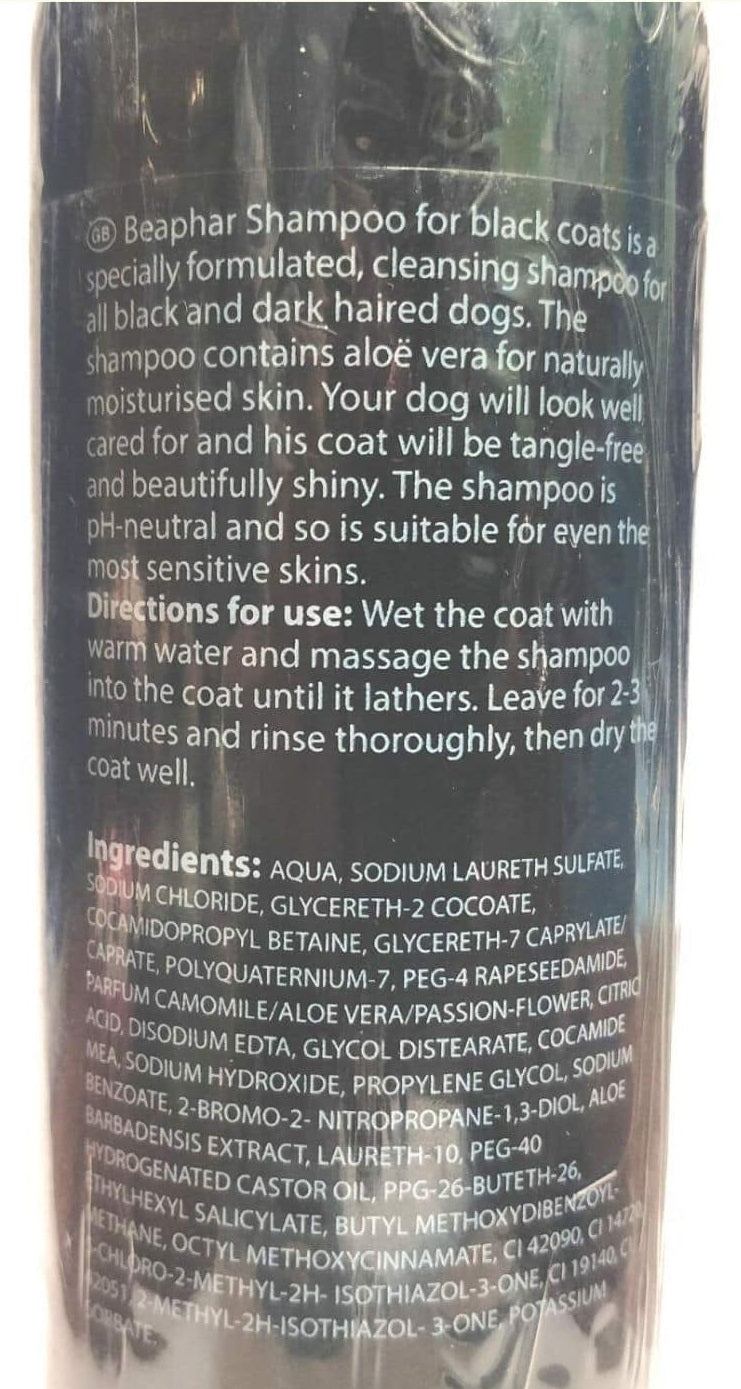 GB Beaphar Shampoo for black coats is a
specially formulated, cleansing shampoo for
all black and dark haired dogs. The
shampoo contains aloë vera for naturally
moisturised skin. Your dog will look well
cared for and his coat will be tangle-free
and beautifully shiny. The shampoo is
pH-neutral and so is suitable for even the
most sensitive skins.
Directions for use: Wet the coat with
warm water and massage the shampoo
into the coat until it lathers. Leave for 2-3
minutes and rinse thoroughly, then dry the
coat well.
Ingredients: AQUA, SODIUM LAURETH SULFATE,
SODIUM CHLORIDE, GLYCERETH-2 COCOATE,
COCAMIDOPROPYL BETAINE, GLYCERETH-7 CAPRYLATE/
CAPRATE, POLYQUATERNIUM-7, PEG-4 RAPESEEDAMIDE,
PARFUM CAMOMILE/ALOE VERA/PASSION-FLOWER, CITRIC
ACID, DISODIUM EDTA, GLYCOL DISTEARATE, COCAMIDE
MEA, SODIUM HYDROXIDE, PROPYLENE GLYCOL, SODIUM
BENZOATE, 2-BROMO-2- NITROPROPANE-1,3-DIOL, ALOE
BARBADENSIS EXTRACT, LAURETH-10, PEG-40
HYDROGENATED CASTOR OIL, PPG-26-BUTETH-26,
ETHYLHEXYL SALICYLATE, BUTYL METHOXYDIBENZOYL-
METHANE, OCTYL METHOXYCINNAMATE, CI 42090, CI 14720,
-CHLORO-2-METHYL-2H- ISOTHIAZOL-3-ONE, CI 19140, CI
42051, 2-METHYL-2H-ISOTHIAZOL- 3-ONE, POTASSIUM
SORBATE.